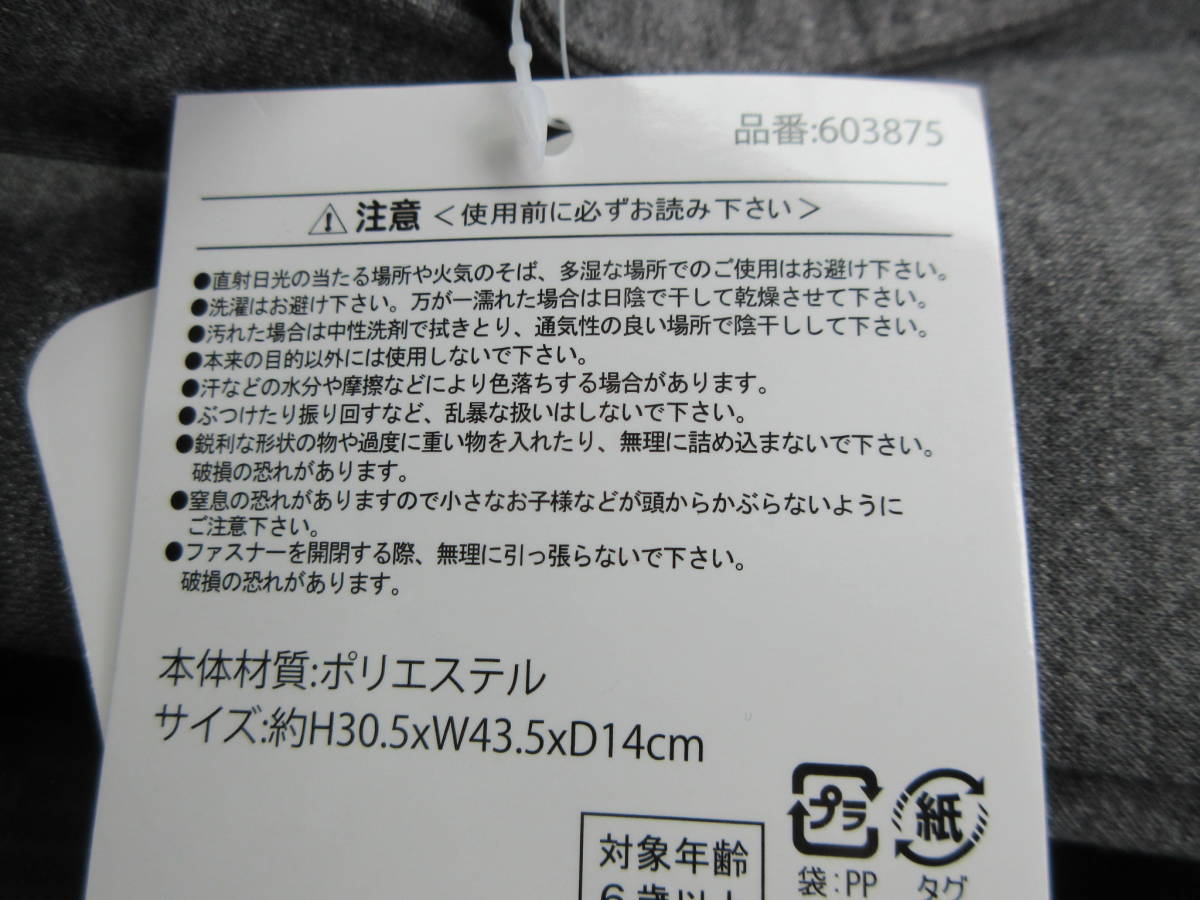 品番:603875
注意 ＜使用前に必ずお読み下さい＞
●直射日光の当たる場所や火気のそば、多湿な場所でのご使用はお避け下さい。
●洗濯はお避け下さい。万が一濡れた場合は日陰で干して乾燥させて下さい。
●汚れた場合は中性洗剤で拭きとり、通気性の良い場所で陰干しして下さい。
●本来の目的以外には使用しないで下さい。
●汗などの水分や摩擦などにより色落ちする場合があります。
●ぶつけたり振り回すなど、乱暴な扱いはしないで下さい。
●鋭利な形状の物や過度に重い物を入れたり、無理に詰め込まないで下さい。
破損の恐れがあります。
●窒息の恐れがありますので小さなお子様などが頭からかぶらないように
ご注意下さい。
●ファスナーを開閉する際、無理に引っ張らないで下さい。
破損の恐れがあります。
本体材質:ポリエステル
サイズ:約H30.5xW43.5xD14cm
対象年齢
6歳以上
プラ
袋:PP
紙
タグ